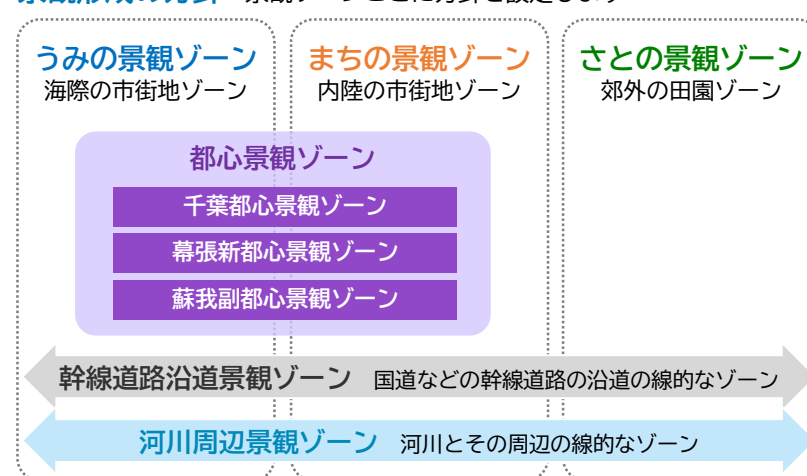 うみの景観ゾーン
海際の市街地ゾーン
まちの景観ゾーン
内陸の市街地ゾーン
さとの景観ゾーン
郊外の田園ゾーン
都心景観ゾーン
千葉都心景観ゾーン
幕張新都心景観ゾーン
蘇我副都心景観ゾーン
幹線道路沿道景観ゾーン 国道などの幹線道路の沿道の線的なゾーン
河川周辺景観ゾーン 河川とその周辺の線的なゾーン